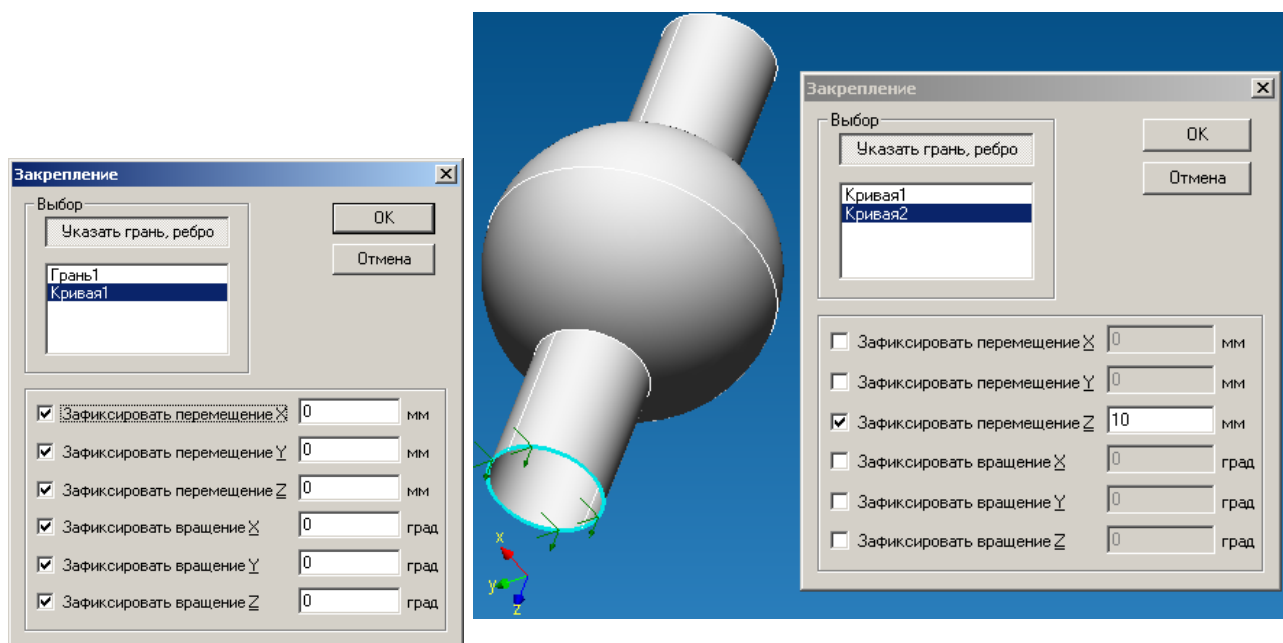 Закрепление
Выбор
Указать грань, ребро
OK
Отмена
Грань1
Кривая1
Зафиксировать перемещение X 0 мм
Зафиксировать перемещение Y 0 мм
Зафиксировать перемещение Z 0 мм
Зафиксировать вращение X 0 град
Зафиксировать вращение Y 0 град
Зафиксировать вращение Z 0 град
x
y
z
Закрепление
Выбор
Указать грань, ребро
OK
Отмена
Кривая1
Кривая2
Зафиксировать перемещение X 0 мм
Зафиксировать перемещение Y 0 мм
Зафиксировать перемещение Z 10 мм
Зафиксировать вращение X 0 град
Зафиксировать вращение Y 0 град
Зафиксировать вращение Z 0 град